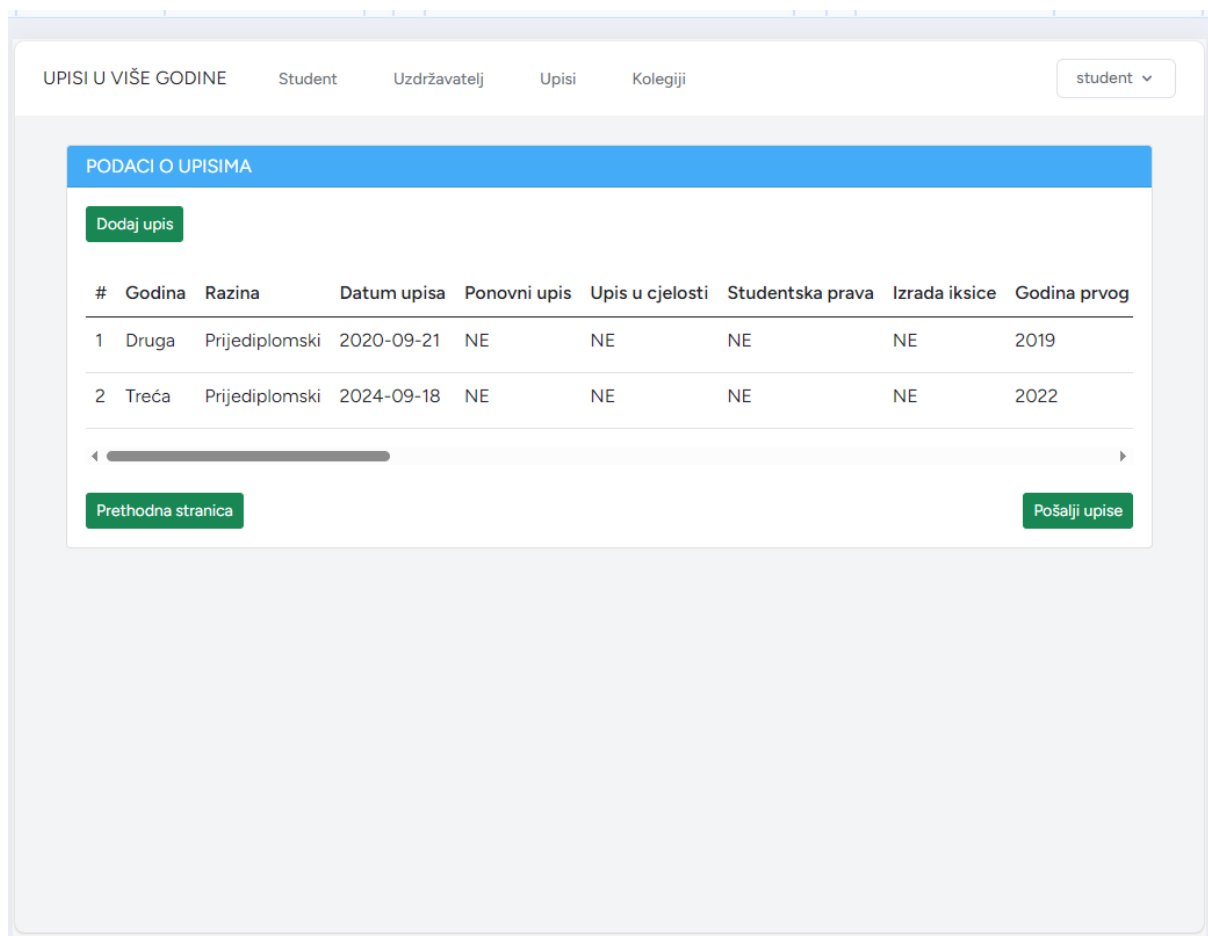 UPISI U VIŠE GODINE Student Uzdržavatelj Upisi Kolegiji student
PODACI O UPISIMA
Dodaj upis
# Godina Razina Datum upisa Ponovni upis Upis u cjelosti Studentska prava Izrada iksice Godina prvog
1 Druga Prijediplomski 2020-09-21 NE NE NE NE 2019
2 Treća Prijediplomski 2024-09-18 NE NE NE NE 2022
Prethodna stranica Pošalji upise